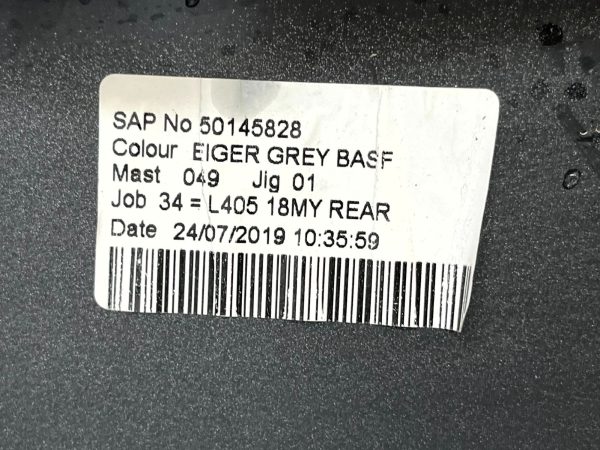 SAP No 50145828
Colour EIGER GREY BASF
Mast 049 Jig 01
Job 34 = L405 18MY REAR
Date 24/07/2019 10:35:59